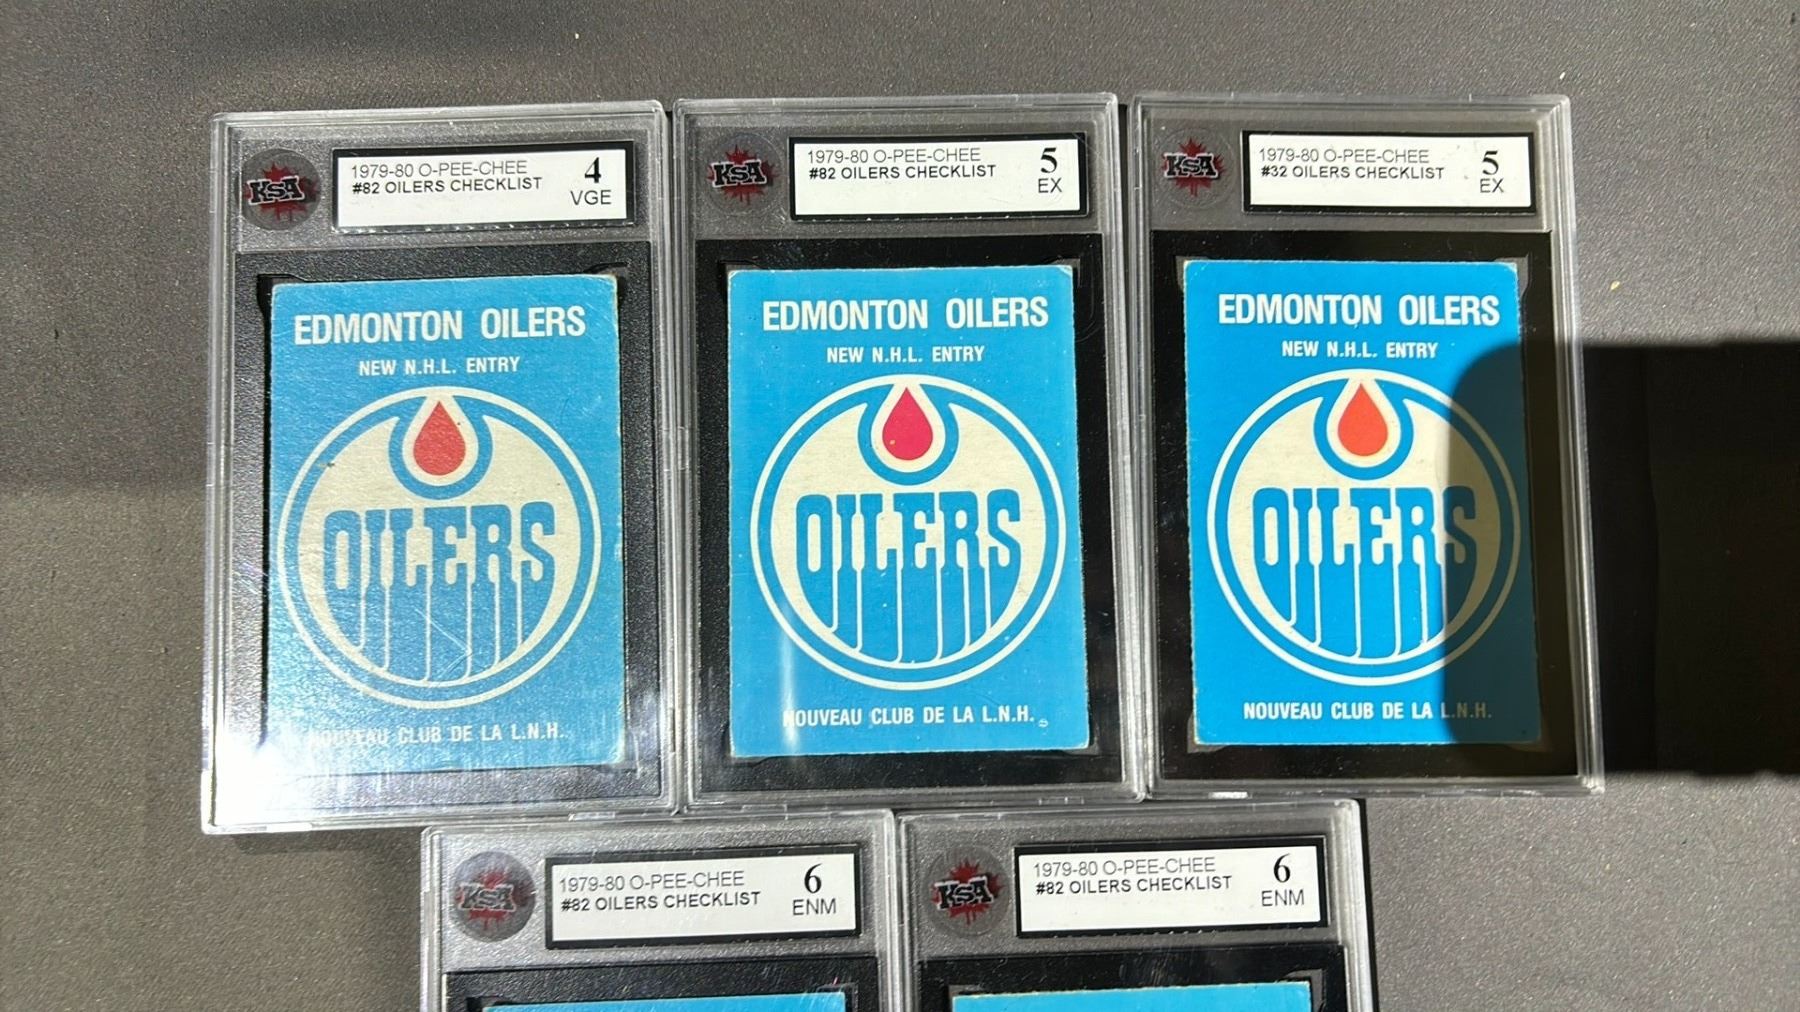 KSA
1979-80 O-PEE-CHEE
#82 OILERS CHECKLIST
4
VGE
EDMONTON OILERS
NEW N.H.L. ENTRY
OILERS
NOUVEAU CLUB DE LA L.N.H.
KSA
1979-80 O-PEE-CHEE
#82 OILERS CHECKLIST
5
EX
EDMONTON OILERS
NEW N.H.L. ENTRY
OILERS
NOUVEAU CLUB DE LA L.N.H.
KSA
1979-80 O-PEE-CHEE
#32 OILERS CHECKLIST
5
EX
EDMONTON OILERS
NEW N.H.L. ENTRY
OILERS
NOUVEAU CLUB DE LA L.N.H.
KSA
1979-80 O-PEE-CHEE
#82 OILERS CHECKLIST
6
ENM
KSA
1979-80 O-PEE-CHEE
#82 OILERS CHECKLIST
6
ENM